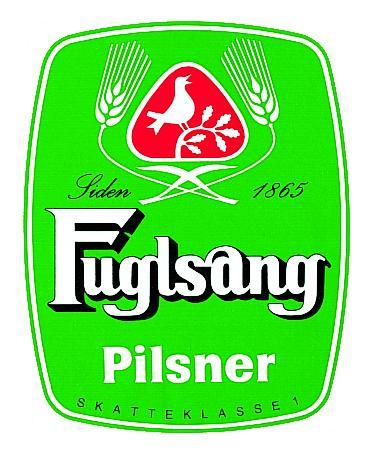 Siden 1865
Fuglsang
Pilsner
SKATTEKLASSE 1